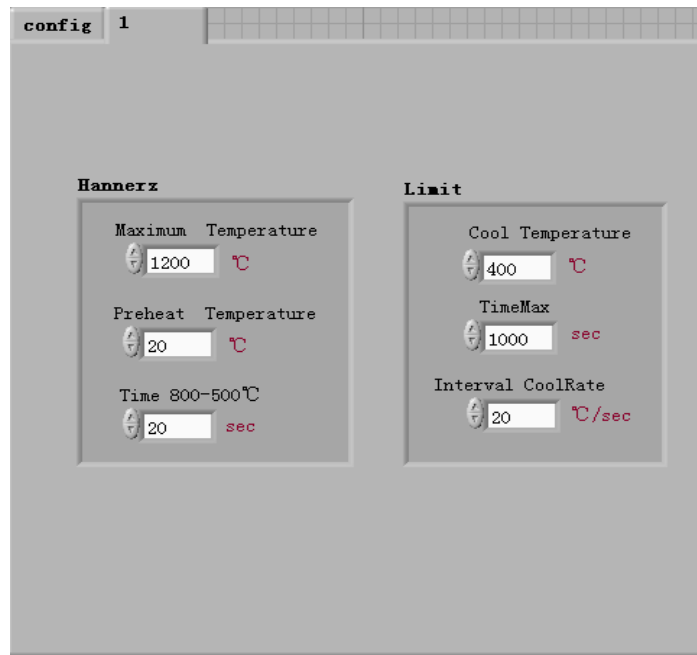 config
1
Hannerz
Maximum Temperature
1200 ℃
Preheat Temperature
20 ℃
Time 800-500℃
20 sec
Limit
Cool Temperature
400 ℃
TimeMax
1000 sec
Interval CoolRate
20 ℃/sec